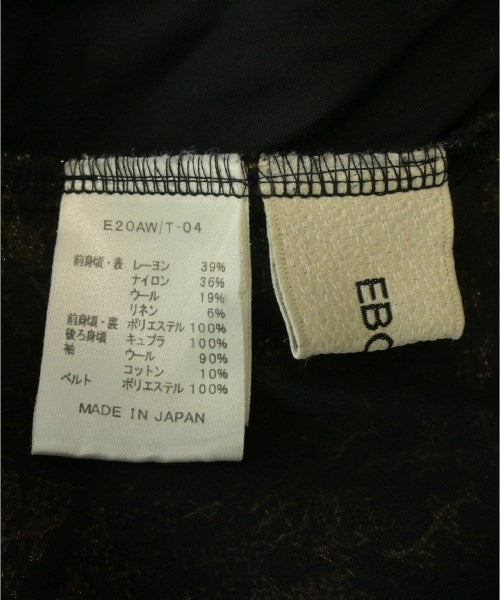 E20AW/T-04
前身頃・表 レーヨン 39%
ナイロン 36%
ウール 19%
リネン 6%
前身頃・裏 ポリエステル 100%
後ろ身頃 キュプラ 100%
袖 ウール 90%
コットン 10%
ベルト ポリエステル 100%
MADE IN JAPAN
EBO